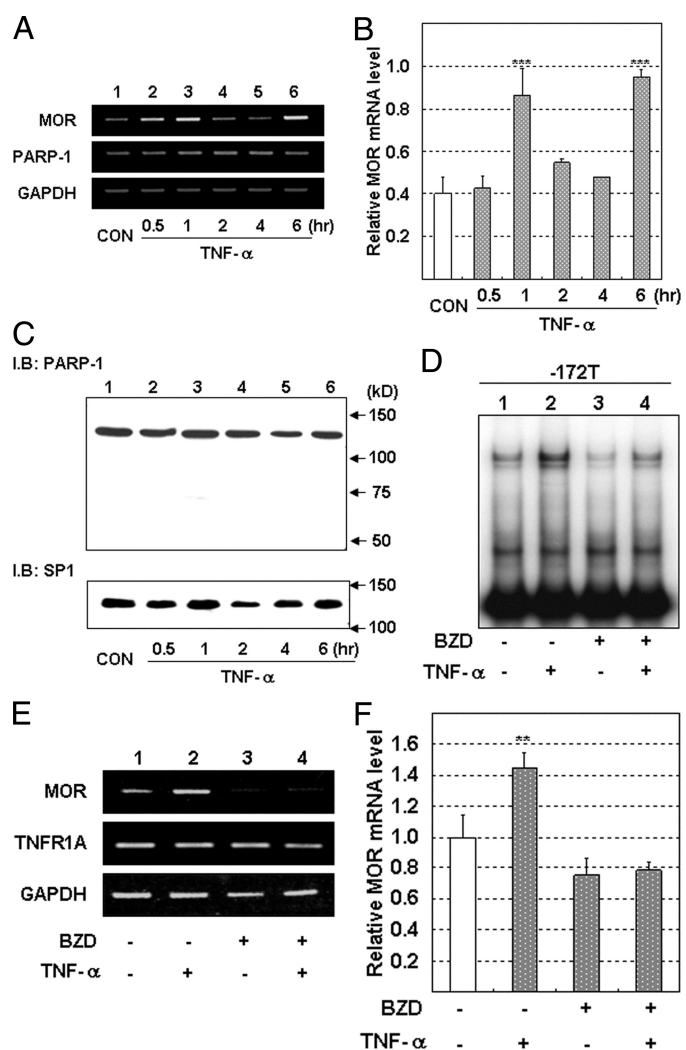 A
1 2 3 4 5 6
MOR
PARP-1
GAPDH
CON 0.5 1 2 4 6 (hr)
TNF-α
B
Relative MOR mRNA level
1.0
0.8
0.6
0.4
0.2
*** ***
CON 0.5 1 2 4 6 (hr)
TNF-α
C
I.B: PARP-1
1 2 3 4 5 6 (kD)
150
100
75
50
I.B: SP1
150
100
CON 0.5 1 2 4 6 (hr)
TNF-α
D
-172T
1 2 3 4
BZD - - + +
TNF-α - + - +
E
1 2 3 4
MOR
TNFR1A
GAPDH
BZD - - + +
TNF-α - + - +
F
Relative MOR mRNA level
1.6
1.4
1.2
1.0
0.8
0.6
0.4
0.2
**
BZD - - + +
TNF-α - + - +